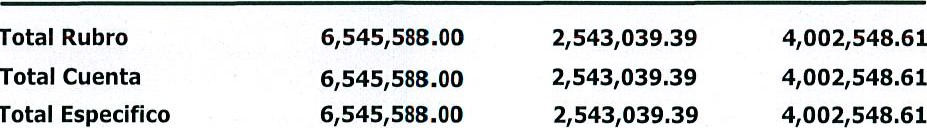 Total Rubro 6,545,588.00 2,543,039.39 4,002,548.61
Total Cuenta 6,545,588.00 2,543,039.39 4,002,548.61
Total Especifico 6,545,588.00 2,543,039.39 4,002,548.61